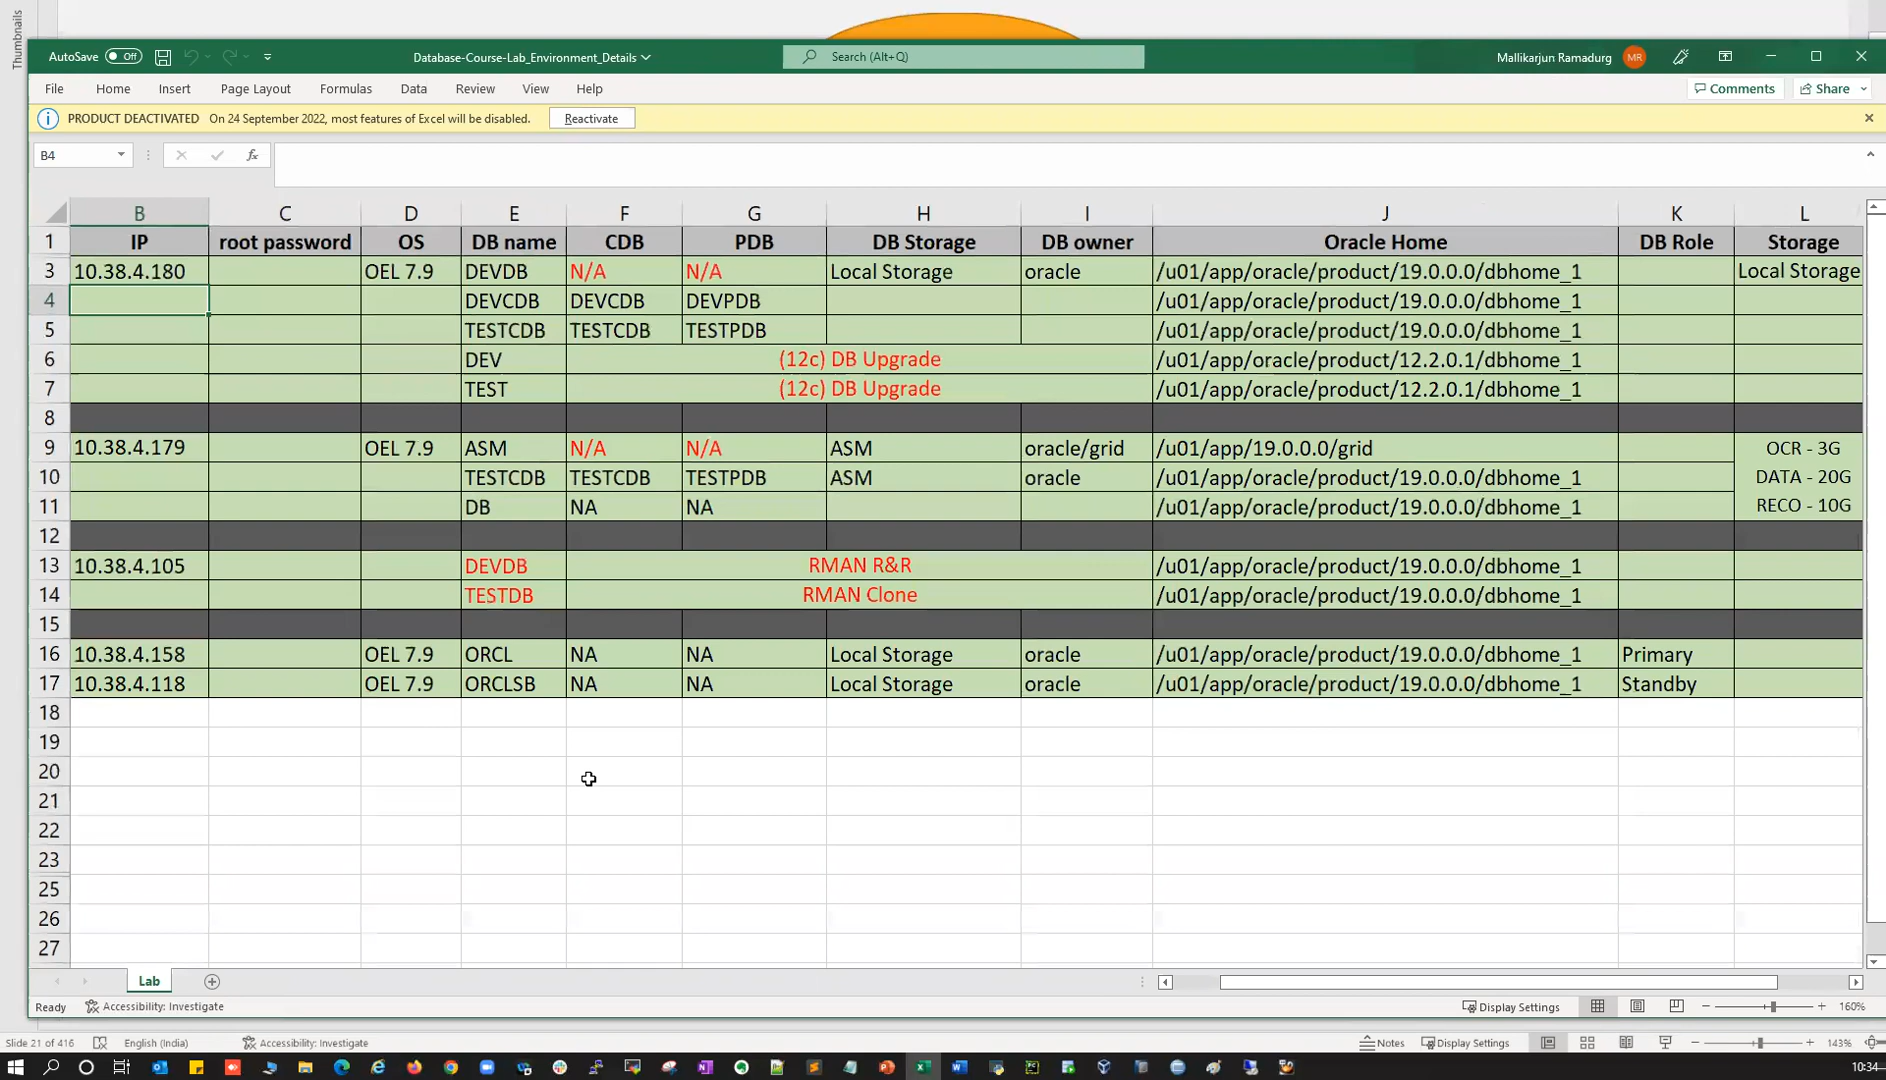 Thumbnails
AutoSave Off Database-Course-Lab_Environment_Details Search (Alt+Q) Mallikarjun Ramadurg MR
File Home Insert Page Layout Formulas Data Review View Help Comments Share
PRODUCT DEACTIVATED On 24 September 2022, most features of Excel will be disabled. Reactivate
B4 fx
B C D E F G H I J K L
1 IP root password OS DB name CDB PDB DB Storage DB owner Oracle Home DB Role Storage
3 10.38.4.180 OEL 7.9 DEVDB N/A N/A Local Storage oracle /u01/app/oracle/product/19.0.0.0/dbhome_1 Local Storage
4 DEVCDB DEVCDB DEVPDB /u01/app/oracle/product/19.0.0.0/dbhome_1
5 TESTCDB TESTCDB TESTPDB /u01/app/oracle/product/19.0.0.0/dbhome_1
6 DEV (12c) DB Upgrade /u01/app/oracle/product/12.2.0.1/dbhome_1
7 TEST (12c) DB Upgrade /u01/app/oracle/product/12.2.0.1/dbhome_1
8
9 10.38.4.179 OEL 7.9 ASM N/A N/A ASM oracle/grid /u01/app/19.0.0.0/grid OCR - 3G
10 TESTCDB TESTCDB TESTPDB ASM oracle /u01/app/oracle/product/19.0.0.0/dbhome_1 DATA - 20G
11 DB NA NA /u01/app/oracle/product/19.0.0.0/dbhome_1 RECO - 10G
12
13 10.38.4.105 DEVDB RMAN R&R /u01/app/oracle/product/19.0.0.0/dbhome_1
14 TESTDB RMAN Clone /u01/app/oracle/product/19.0.0.0/dbhome_1
15
16 10.38.4.158 OEL 7.9 ORCL NA NA Local Storage oracle /u01/app/oracle/product/19.0.0.0/dbhome_1 Primary
17 10.38.4.118 OEL 7.9 ORCLSB NA NA Local Storage oracle /u01/app/oracle/product/19.0.0.0/dbhome_1 Standby
18
19
20
21
22
23
25
26
27
Lab
Ready Accessibility: Investigate Display Settings 160%
Slide 21 of 416 English (India) Accessibility: Investigate Notes Display Settings 143%
10:34